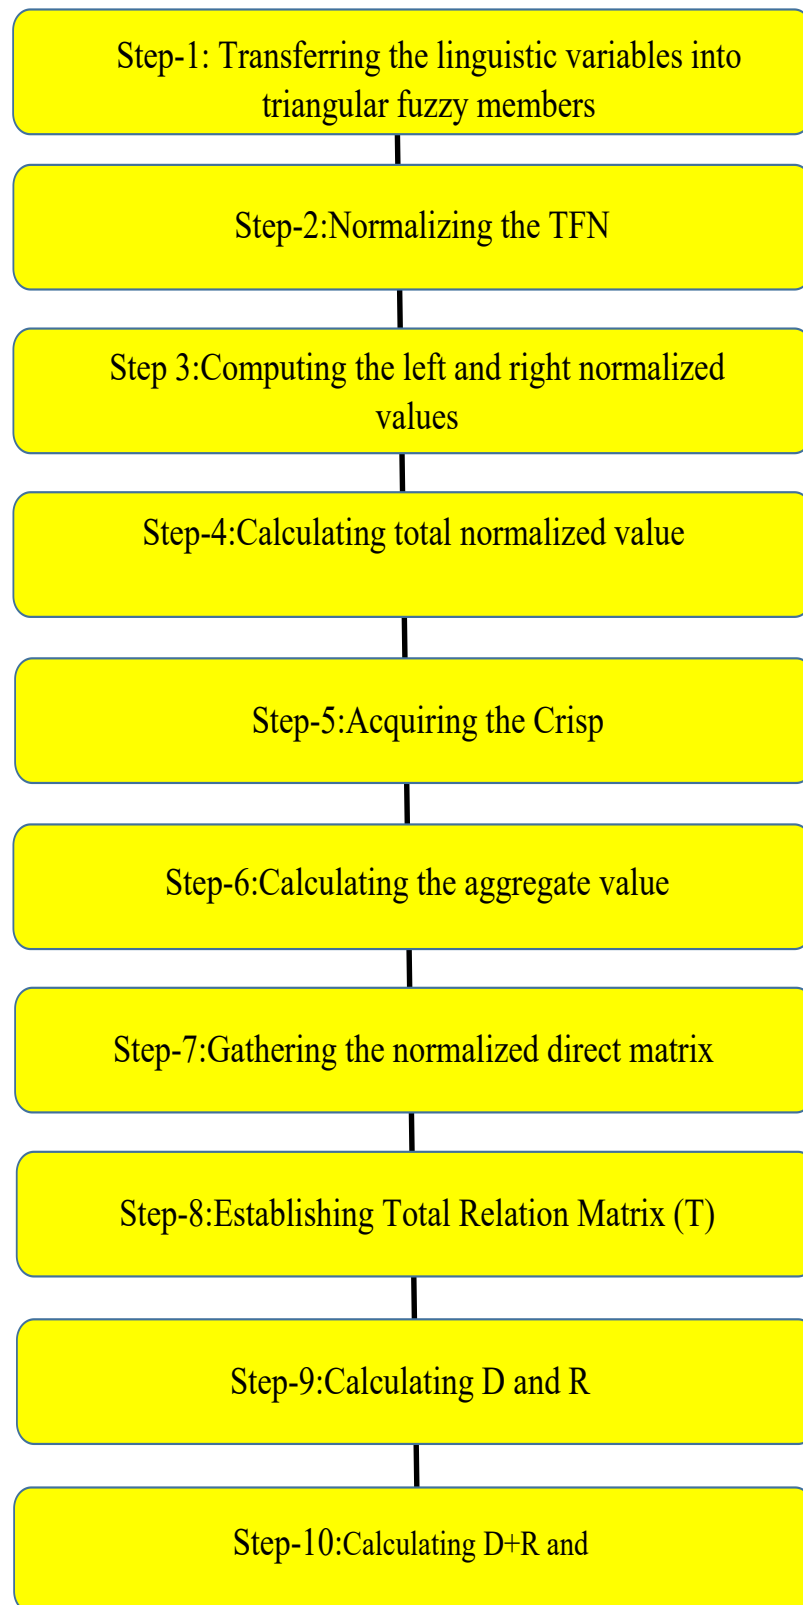 Step-1: Transferring the linguistic variables into
triangular fuzzy members
Step-2:Normalizing the TFN
Step 3:Computing the left and right normalized
values
Step-4:Calculating total normalized value
Step-5:Acquiring the Crisp
Step-6:Calculating the aggregate value
Step-7:Gathering the normalized direct matrix
Step-8:Establishing Total Relation Matrix (T)
Step-9:Calculating D and R
Step-10:Calculating D+R and